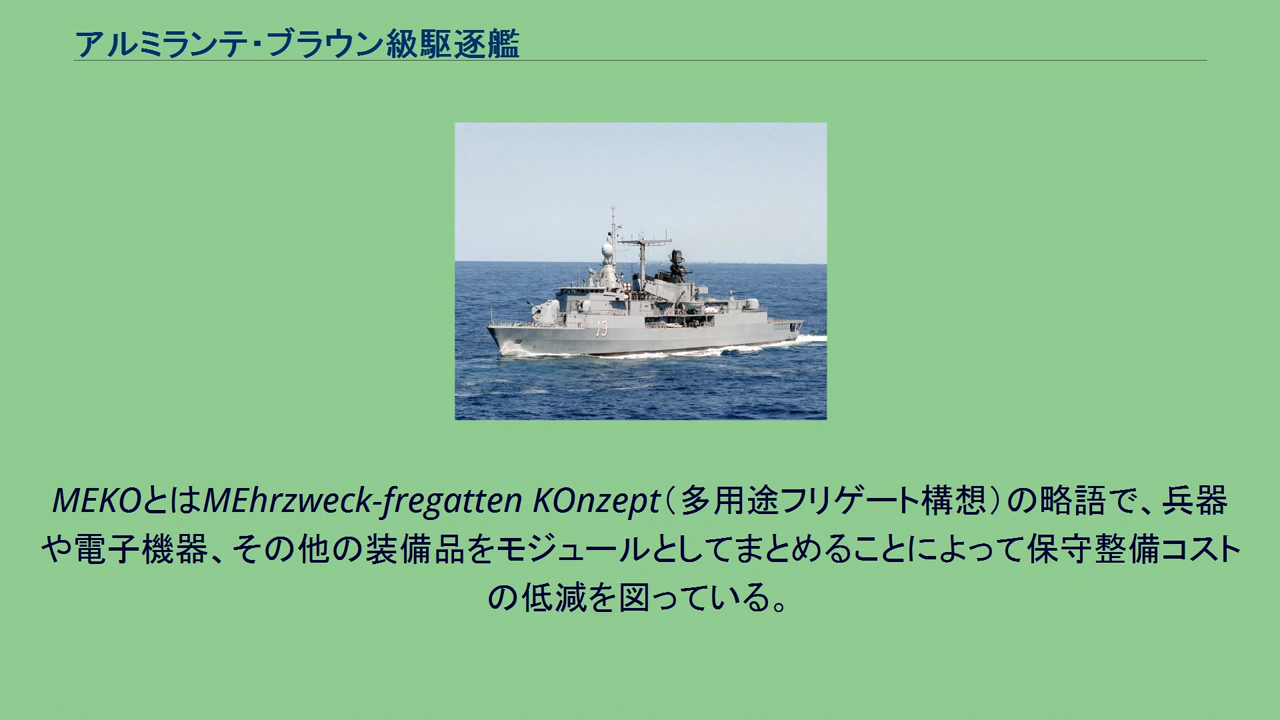 アルミランテ・ブラウン級駆逐艦
13
MEKOとはMEhrzweck-fregatten KOnzept（多用途フリゲート構想）の略語で、兵器
や電子機器、その他の装備品をモジュールとしてまとめることによって保守整備コスト
の低減を図っている。